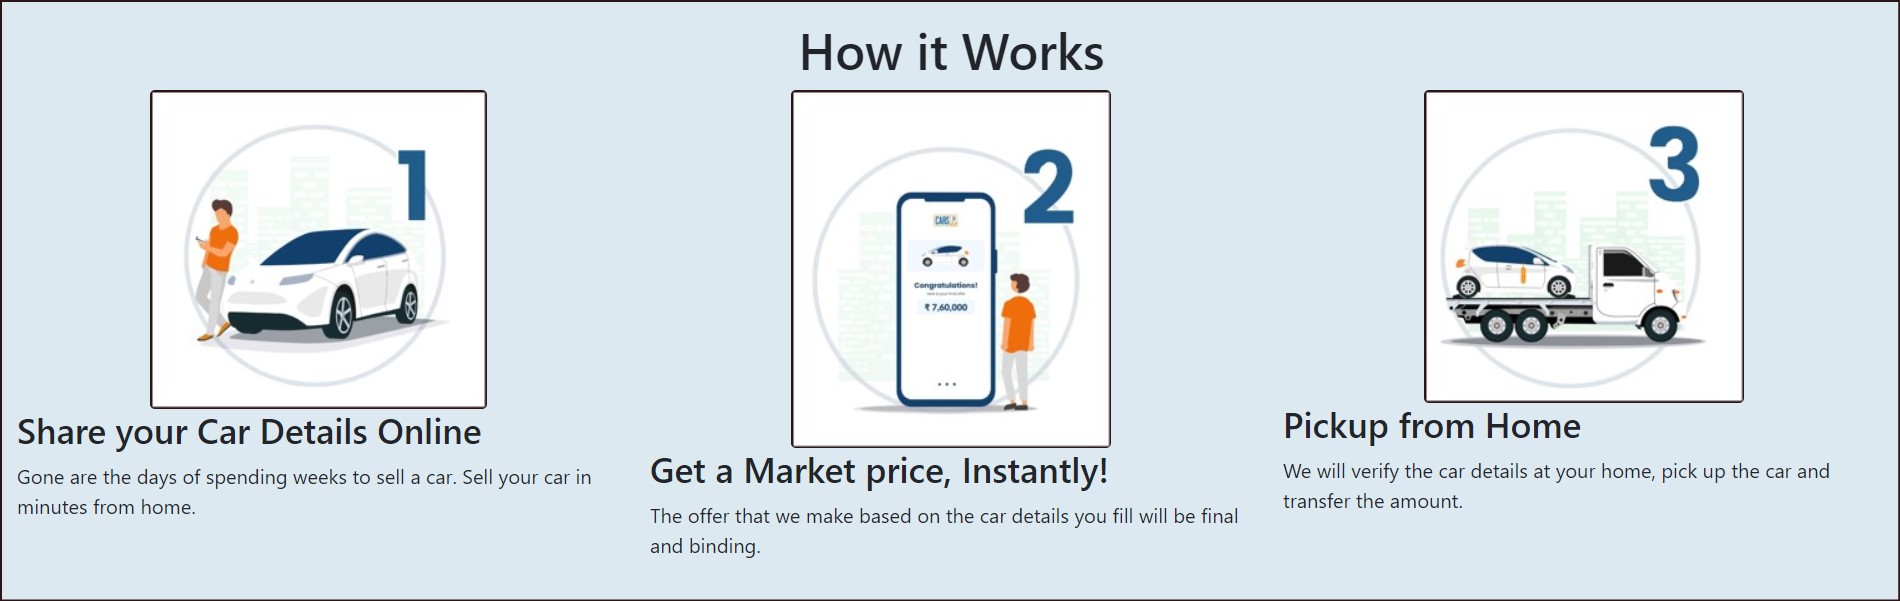 How it Works
1
2
3
CARS
Congratulations!
₹ 7,60,000
Share your Car Details Online
Gone are the days of spending weeks to sell a car. Sell your car in
minutes from home.
Get a Market price, Instantly!
The offer that we make based on the car details you fill will be final
and binding.
Pickup from Home
We will verify the car details at your home, pick up the car and
transfer the amount.